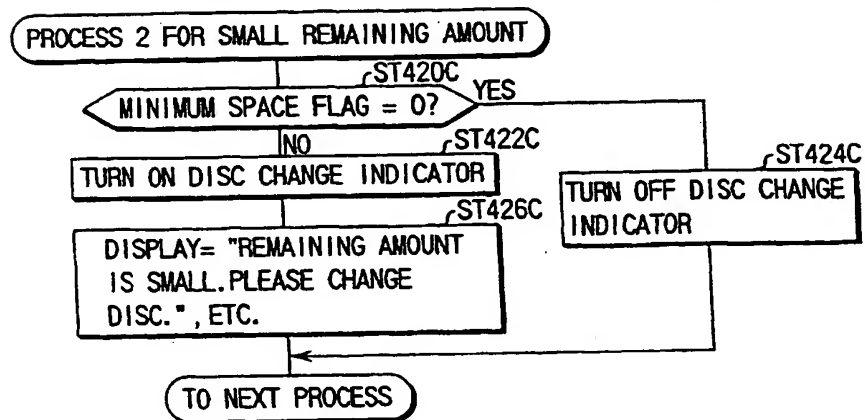 PROCESS 2 FOR SMALL REMAINING AMOUNT
ST420C
MINIMUM SPACE FLAG = 0?
YES
NO
ST422C
TURN ON DISC CHANGE INDICATOR
ST424C
TURN OFF DISC CHANGE
INDICATOR
ST426C
DISPLAY= "REMAINING AMOUNT
IS SMALL.PLEASE CHANGE
DISC.", ETC.
TO NEXT PROCESS